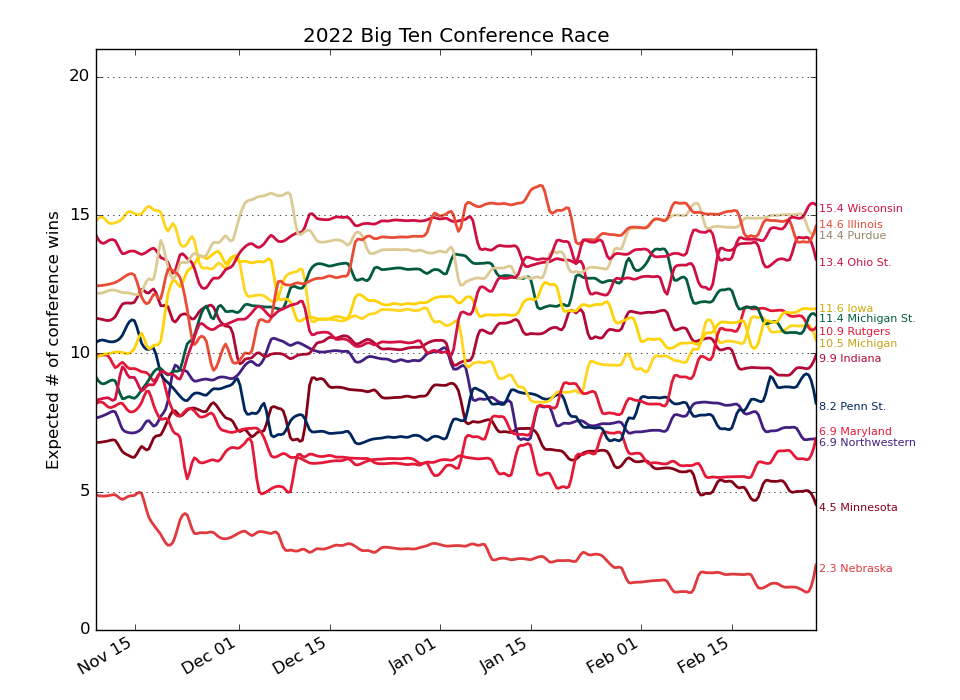 2022 Big Ten Conference Race
Expected # of conference wins
20
15
10
5
0
15.4 Wisconsin
14.6 Illinois
14.4 Purdue
13.4 Ohio St.
11.6 Iowa
11.4 Michigan St.
10.9 Rutgers
10.5 Michigan
9.9 Indiana
8.2 Penn St.
6.9 Maryland
6.9 Northwestern
4.5 Minnesota
2.3 Nebraska
Nov 15
Dec 01
Dec 15
Jan 01
Jan 15
Feb 01
Feb 15